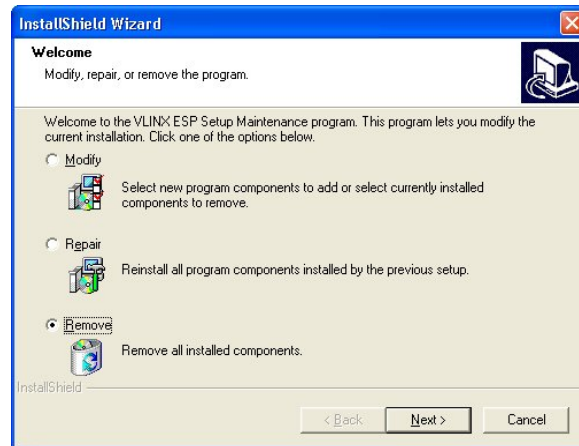 InstallShield Wizard
Welcome
Modify, repair, or remove the program.
Welcome to the VLINX ESP Setup Maintenance program. This program lets you modify the
current installation. Click one of the options below.
Modify
Select new program components to add or select currently installed
components to remove.
Repair
Reinstall all program components installed by the previous setup.
Remove
Remove all installed components.
InstallShield
< Back Next > Cancel